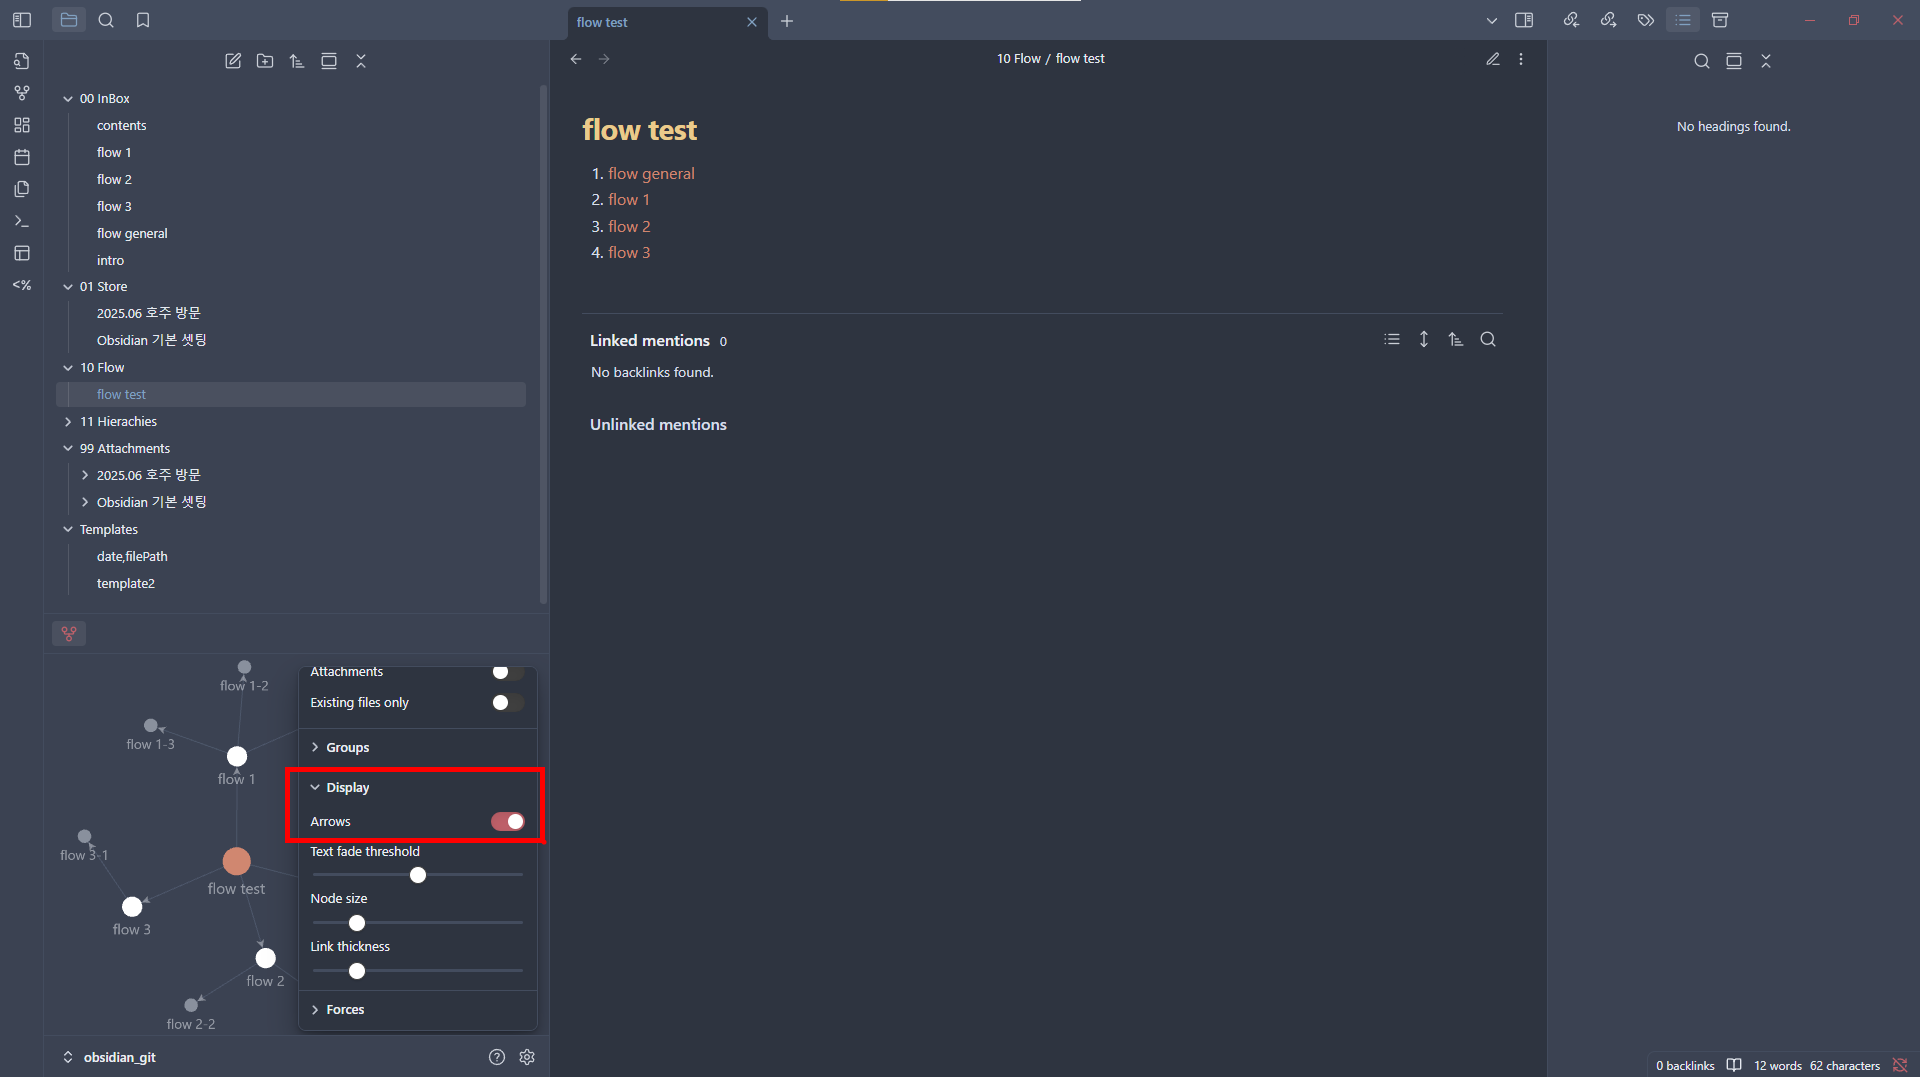 flow test
10 Flow / flow test
00 InBox
contents
flow 1
flow 2
flow 3
flow general
intro
01 Store
2025.06 호주 방문
Obsidian 기본 셋팅
10 Flow
flow test
11 Hierachies
99 Attachments
2025.06 호주 방문
Obsidian 기본 셋팅
Templates
date,filePath
template2
<%
flow 1-2
flow 1-3
flow 1
flow 3-1
flow test
flow 3
flow 2
flow 2-2
Attachments
Existing files only
Groups
Display
Arrows
Text fade threshold
Node size
Link thickness
Forces
obsidian_git
flow test
1. flow general
2. flow 1
3. flow 2
4. flow 3
Linked mentions 0
No backlinks found.
Unlinked mentions
No headings found.
0 backlinks 12 words 62 characters